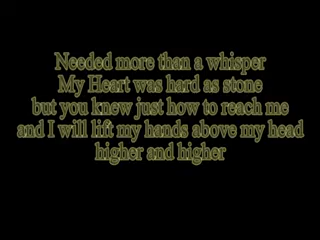 Needed more than a whisper
My Heart was hard as stone
but you knew just how to reach me
and I will lift my hands above my head
higher and higher